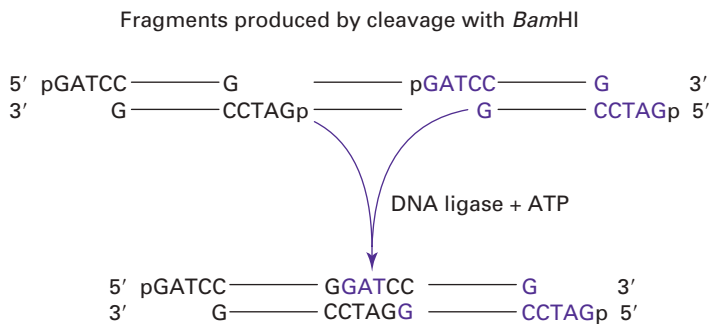 Fragments produced by cleavage with BamHI
5′ pGATCC G pGATCC G 3′
3′ G CCTAGp G CCTAGp 5′
DNA ligase + ATP
5′ pGATCC GGATCC G 3′
3′ G CCTAGG CCTAGp 5′